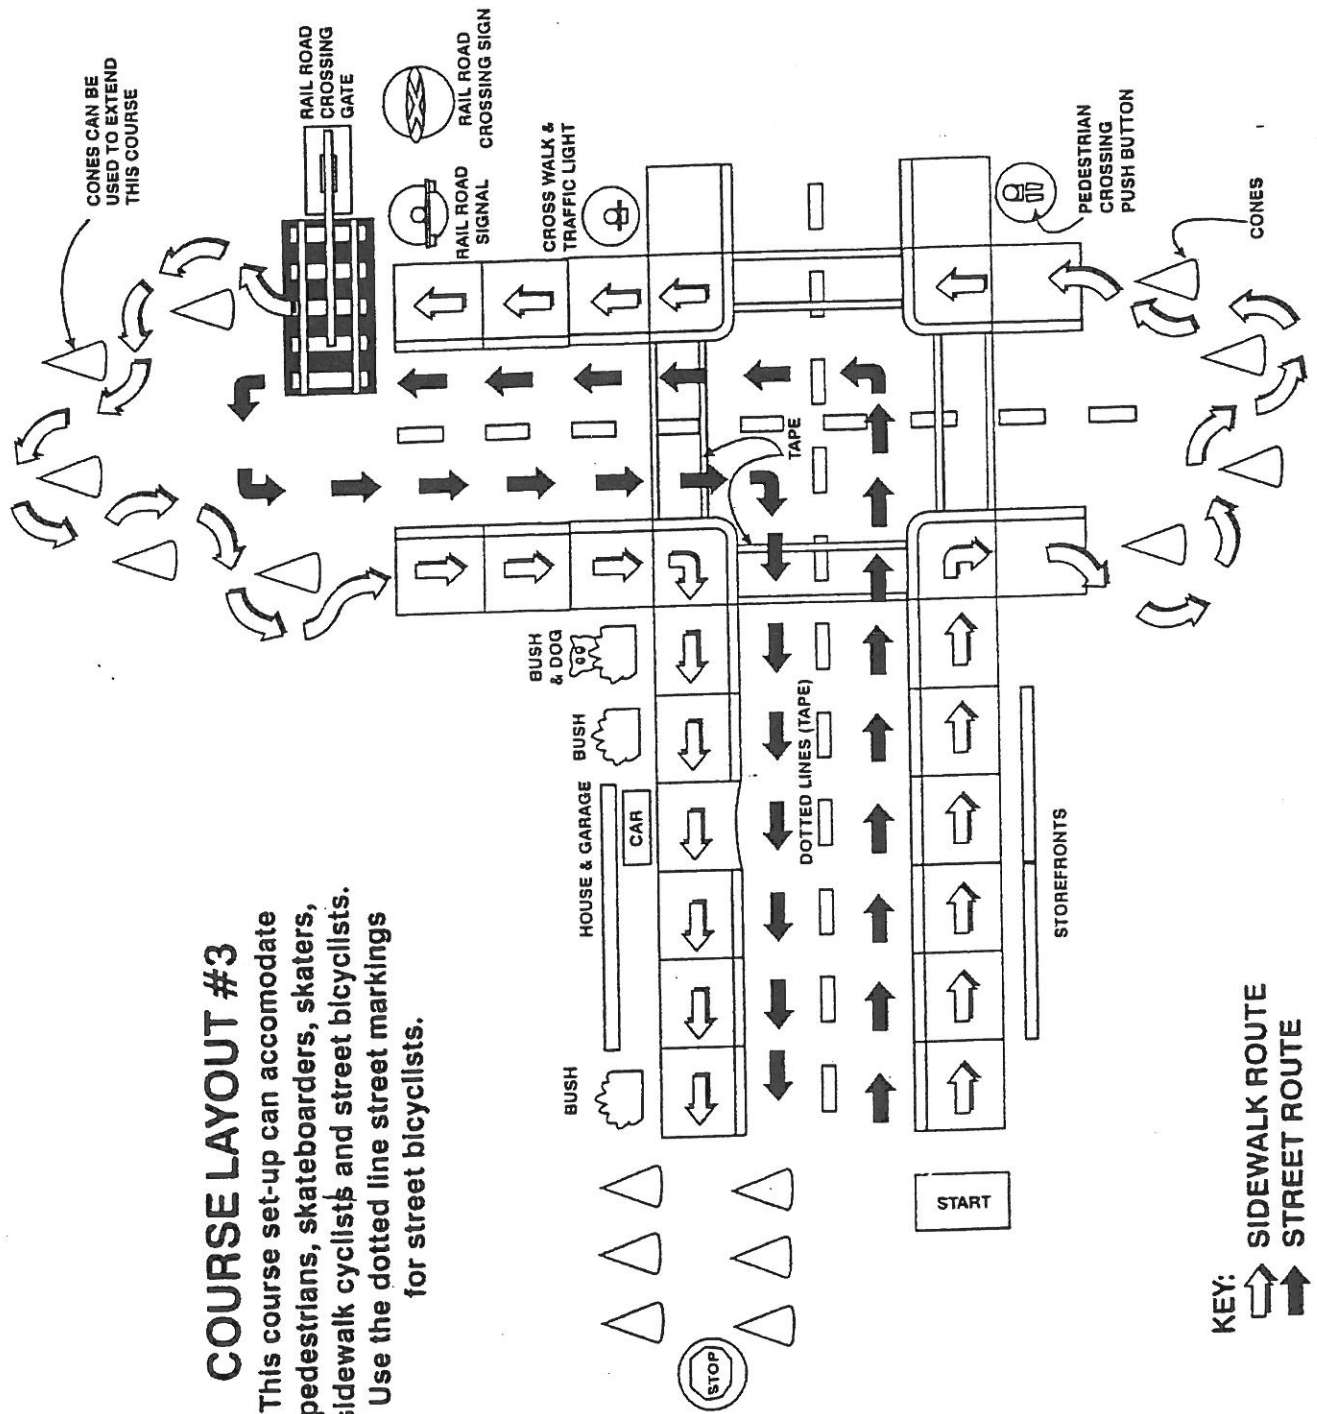 COURSE LAYOUT #3
This course set-up can accomodate
pedestrians, skateboarders, skaters,
sidewalk cyclists and street bicyclists.
Use the dotted line street markings
for street bicyclists.
CONES CAN BE
USED TO EXTEND
THIS COURSE
RAIL ROAD
CROSSING
GATE
RAIL ROAD
SIGNAL
RAIL ROAD
CROSSING SIGN
CROSS WALK &
TRAFFIC LIGHT
TAPE
PEDESTRIAN
CROSSING
PUSH BUTTON
CONES
BUSH
& DOG
BUSH
HOUSE & GARAGE
CAR
BUSH
DOTTED LINES (TAPE)
STOREFRONTS
START
STOP
KEY:
SIDEWALK ROUTE
STREET ROUTE